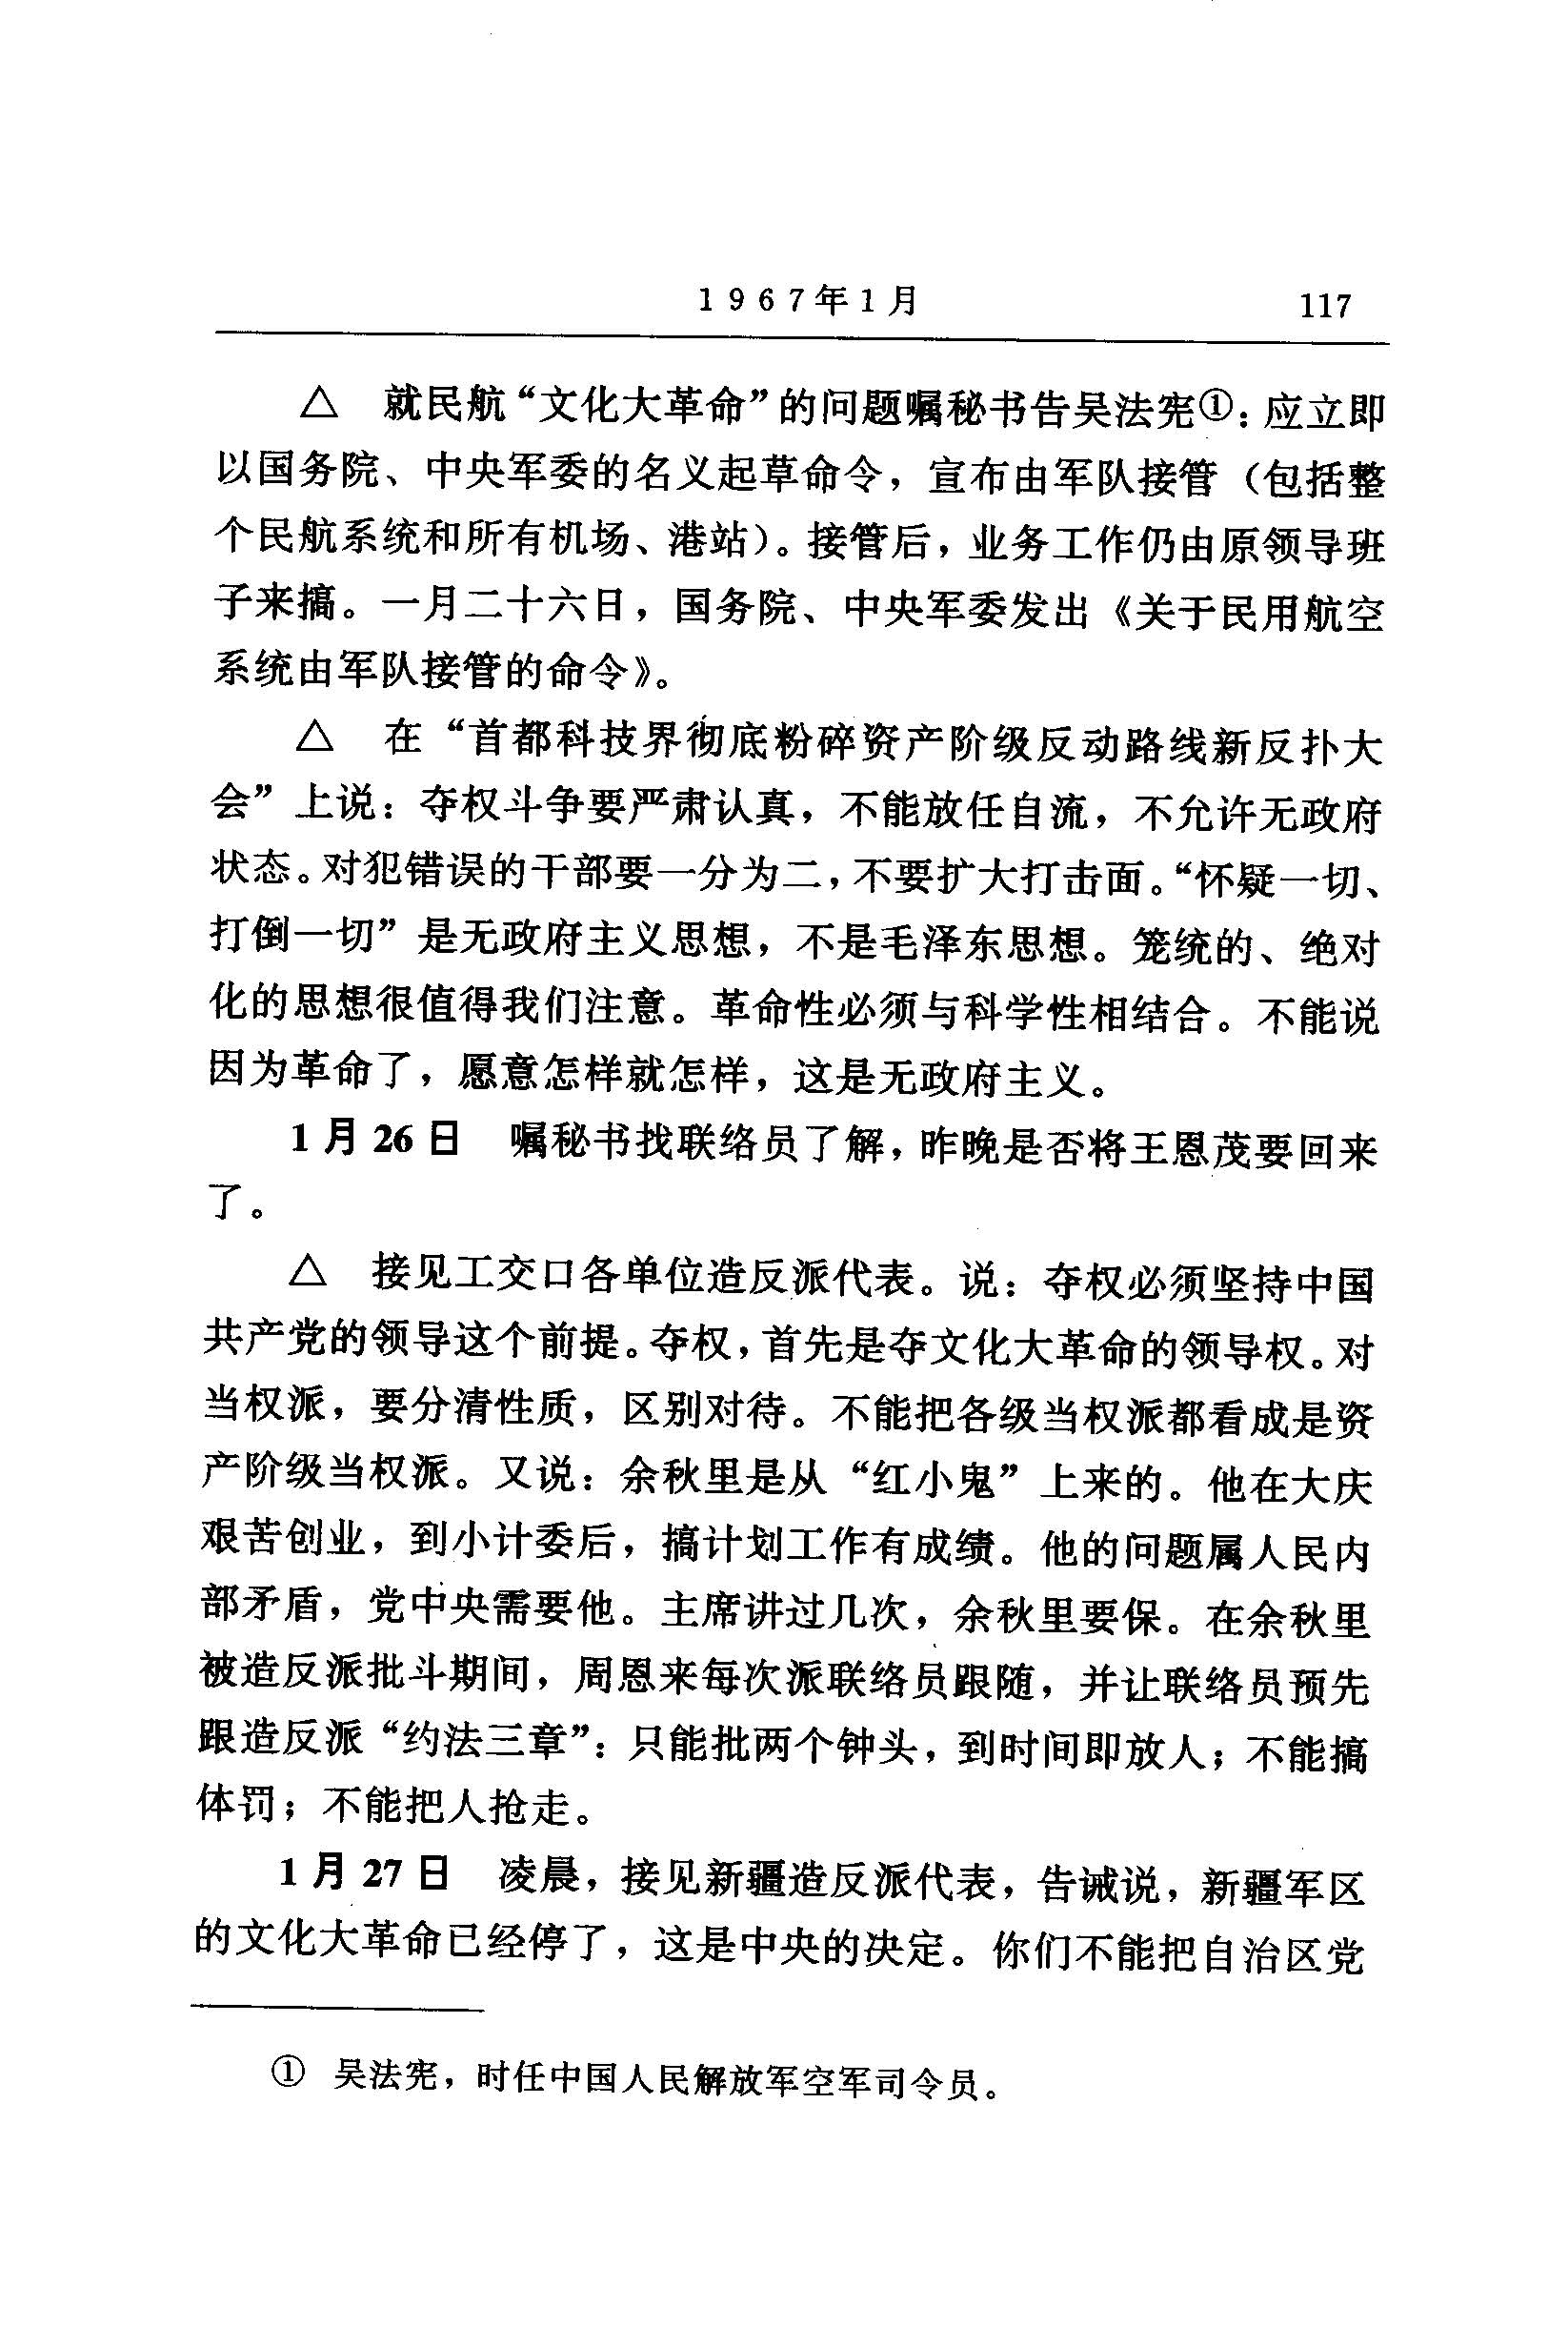 1967年1月
117
△ 就民航“文化大革命”的问题嘱秘书告吴法宪①：应立即
以国务院、中央军委的名义起草命令，宣布由军队接管（包括整
个民航系统和所有机场、港站）。接管后，业务工作仍由原领导班
子来搞。一月二十六日，国务院、中央军委发出《关于民用航空
系统由军队接管的命令》。
△ 在“首都科技界彻底粉碎资产阶级反动路线新反扑大
会”上说：夺权斗争要严肃认真，不能放任自流，不允许无政府
状态。对犯错误的干部要一分为二，不要扩大打击面。“怀疑一切、
打倒一切”是无政府主义思想，不是毛泽东思想。笼统的、绝对
化的思想很值得我们注意。革命性必须与科学性相结合。不能说
因为革命了，愿意怎样就怎样，这是无政府主义。
1月26日 嘱秘书找联络员了解，昨晚是否将王恩茂要回来
了。
△ 接见工交口各单位造反派代表。说：夺权必须坚持中国
共产党的领导这个前提。夺权，首先是夺文化大革命的领导权。对
当权派，要分清性质，区别对待。不能把各级当权派都看成是资
产阶级当权派。又说：余秋里是从“红小鬼”上来的。他在大庆
艰苦创业，到小计委后，搞计划工作有成绩。他的问题属人民内
部矛盾，党中央需要他。主席讲过几次，余秋里要保。在余秋里
被造反派批斗期间，周恩来每次派联络员跟随，并让联络员预先
跟造反派“约法三章”：只能批两个钟头，到时间即放人；不能搞
体罚；不能把人抢走。
1月27日 凌晨，接见新疆造反派代表，告诫说，新疆军区
的文化大革命已经停了，这是中央的决定。你们不能把自治区党
① 吴法宪，时任中国人民解放军空军司令员。